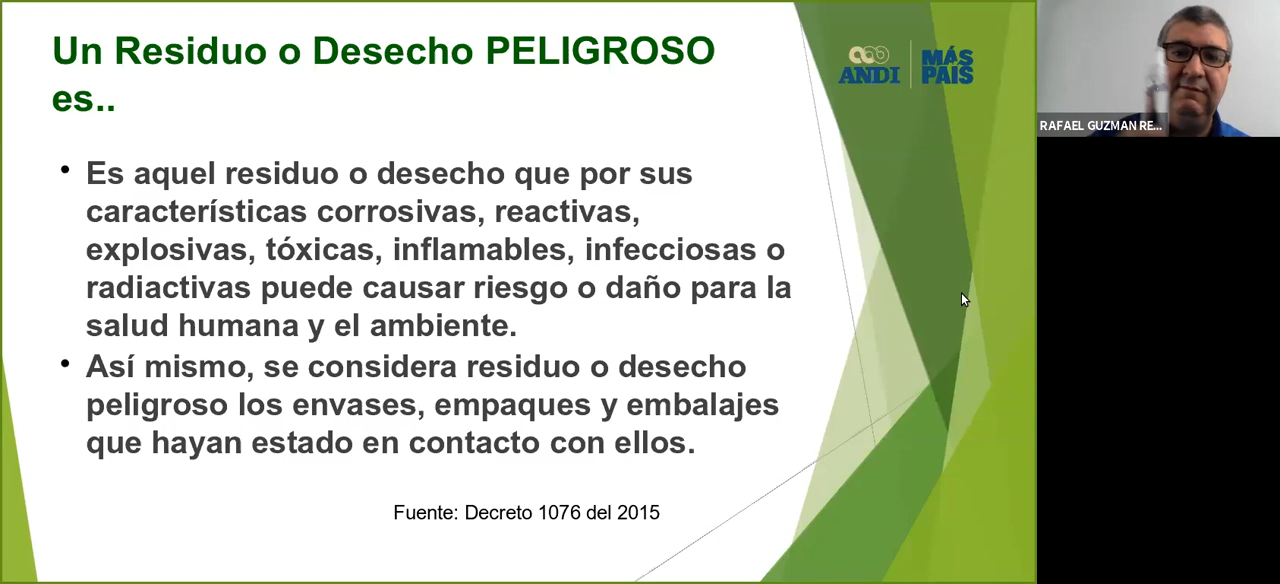 Un Residuo o Desecho PELIGROSO
es..
ANDI
MÁS
PAÍS
• Es aquel residuo o desecho que por sus
características corrosivas, reactivas,
explosivas, tóxicas, inflamables, infecciosas o
radiactivas puede causar riesgo o daño para la
salud humana y el ambiente.
• Así mismo, se considera residuo o desecho
peligroso los envases, empaques y embalajes
que hayan estado en contacto con ellos.
Fuente: Decreto 1076 del 2015
RAFAEL GUZMAN RE...